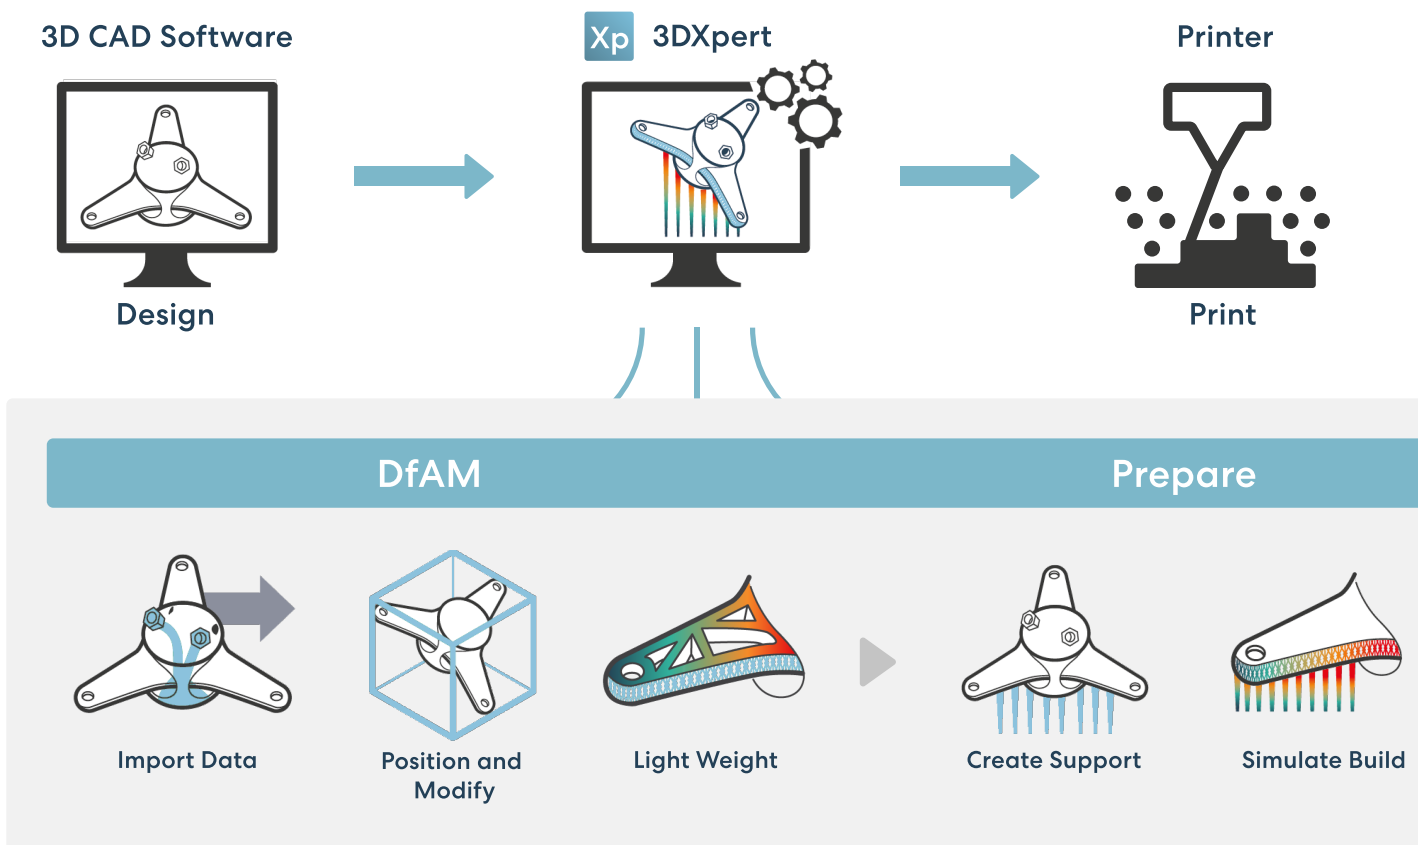 3D CAD Software
Xp 3DXpert
Printer
Design
Print
DfAM
Prepare
Import Data
Position and
Modify
Light Weight
Create Support
Simulate Build